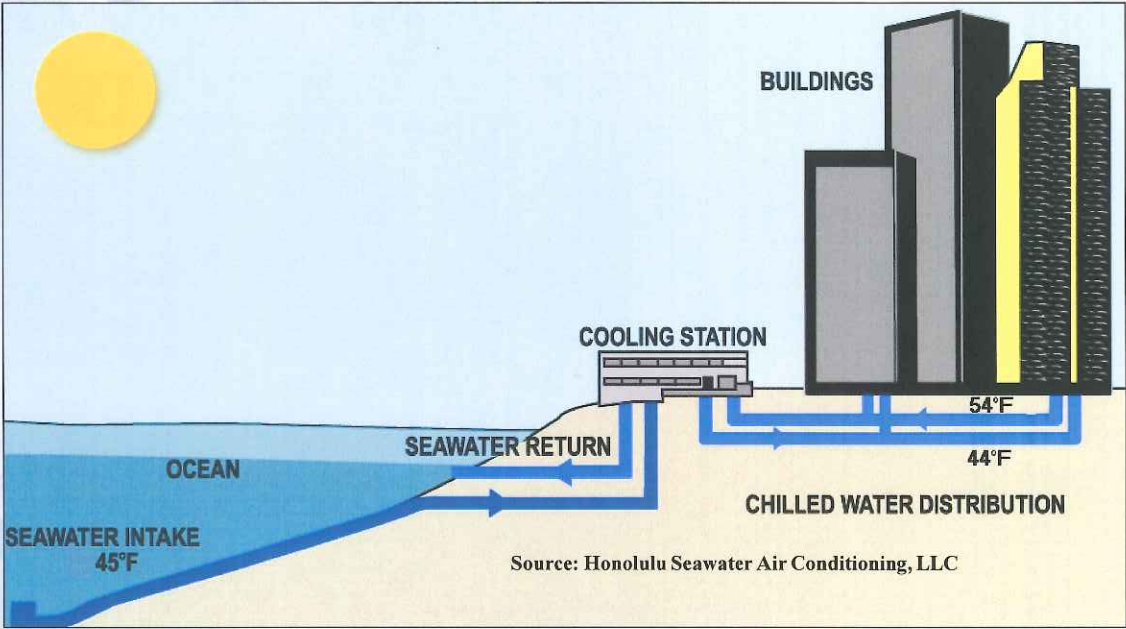 BUILDINGS
COOLING STATION
54°F
SEAWATER RETURN
44°F
OCEAN
CHILLED WATER DISTRIBUTION
SEAWATER INTAKE
45°F
Source: Honolulu Seawater Air Conditioning, LLC